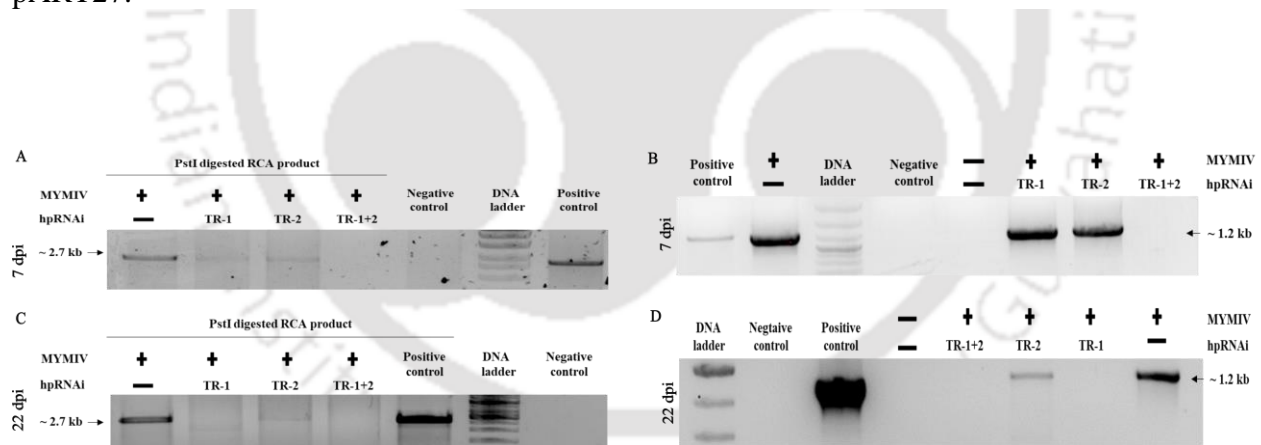 pART27.
A
PstI digested RCA product
MYMIV + + + + Negative control DNA ladder Positive control
hpRNAi — TR-1 TR-2 TR-1+2
7 dpi
~ 2.7 kb →
B
Positive control + DNA ladder Negative control — + + + MYMIV
— — TR-1 TR-2 TR-1+2 hpRNAi
7 dpi
← ~ 1.2 kb
C
PstI digested RCA product
MYMIV + + + + Positive control DNA ladder Negative control
hpRNAi — TR-1 TR-2 TR-1+2
22 dpi
~ 2.7 kb →
D
DNA ladder Negtaive control Positive control — + + + + MYMIV
— TR-1+2 TR-2 TR-1 — hpRNAi
22 dpi
← ~ 1.2 kb
Indian Institu
Guwahati